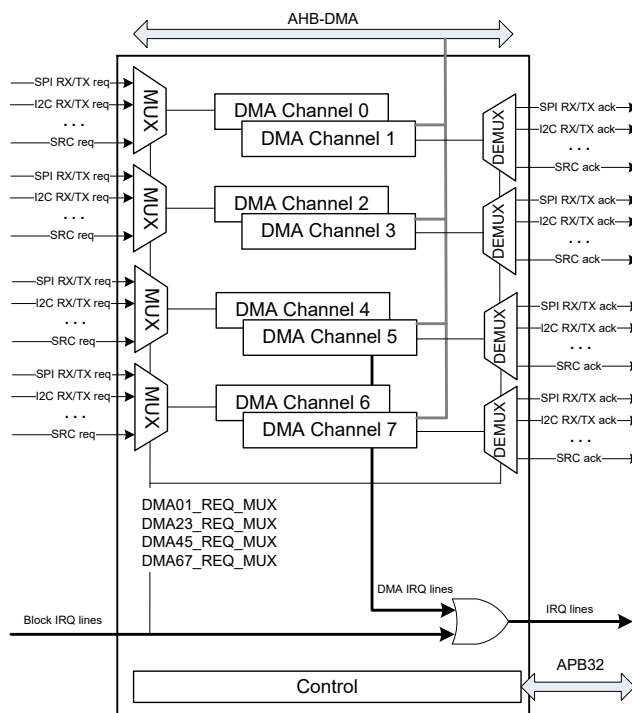 AHB-DMA
SPI RX/TX req
I2C RX/TX req
...
SRC req
MUX
DMA Channel 0
DMA Channel 1
DEMUX
SPI RX/TX ack
I2C RX/TX ack
...
SRC ack
SPI RX/TX req
I2C RX/TX req
...
SRC req
MUX
DMA Channel 2
DMA Channel 3
DEMUX
SPI RX/TX ack
I2C RX/TX ack
...
SRC ack
SPI RX/TX req
I2C RX/TX req
...
SRC req
MUX
DMA Channel 4
DMA Channel 5
DEMUX
SPI RX/TX ack
I2C RX/TX ack
...
SRC ack
SPI RX/TX req
I2C RX/TX req
...
SRC req
MUX
DMA Channel 6
DMA Channel 7
DEMUX
SPI RX/TX ack
I2C RX/TX ack
...
SRC ack
DMA01_REQ_MUX
DMA23_REQ_MUX
DMA45_REQ_MUX
DMA67_REQ_MUX
DMA IRQ lines
Block IRQ lines
IRQ lines
APB32
Control